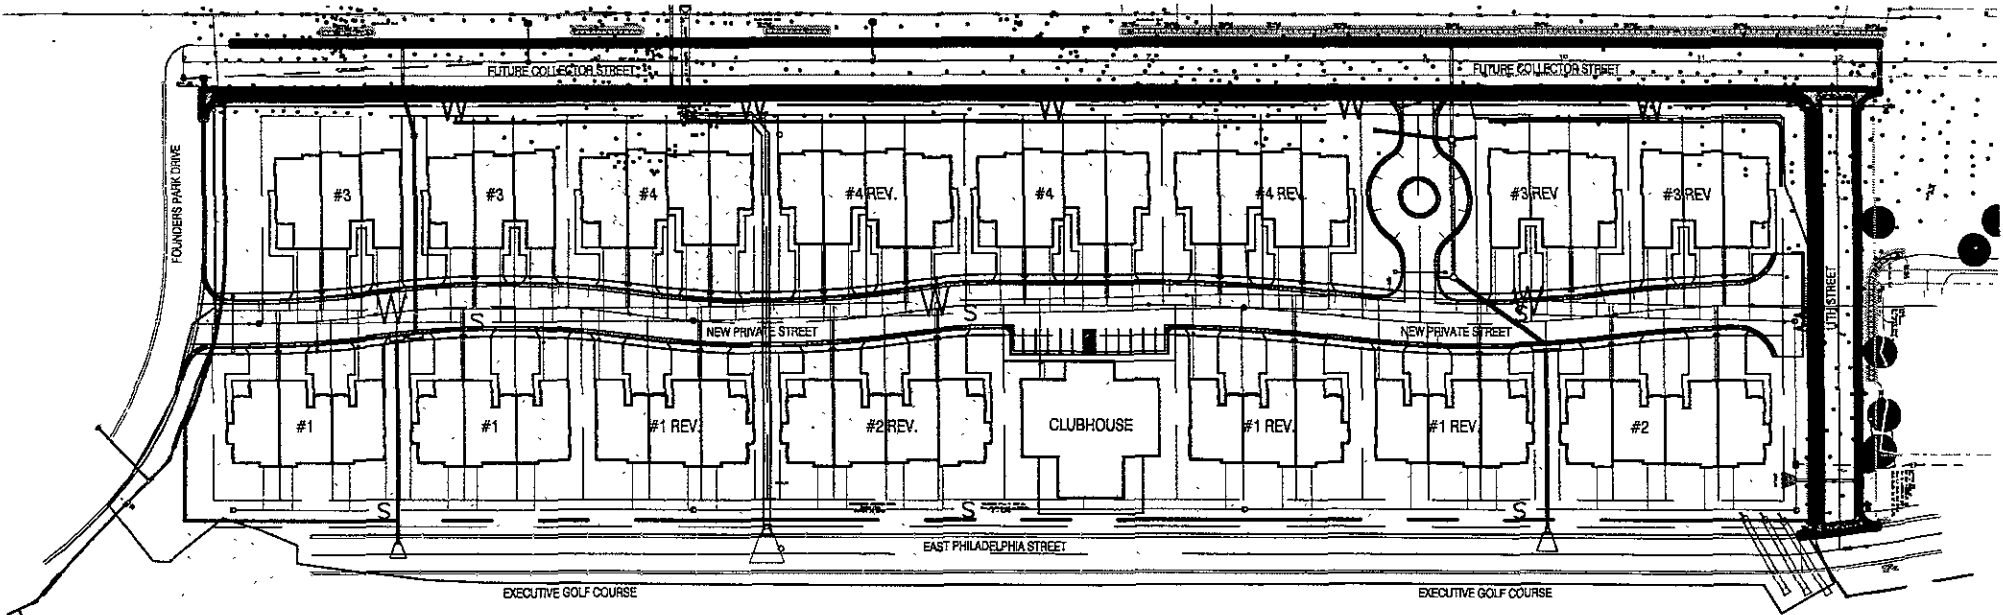 FUTURE COLLECTOR STREET
FUTURE COLLECTOR STREET
FOUNDERS PARK DRIVE
#3
#3
#4
#4 REV.
#4
#4 REV.
#3 REV
#3 REV
W
W
W
W
W
11TH STREET
W
W
W
S
S
S
NEW PRIVATE STREET
NEW PRIVATE STREET
#1
#1
#1 REV.
#2 REV.
CLUBHOUSE
#1 REV.
#1 REV.
#2
S
S
S
EAST PHILADELPHIA STREET
EXECUTIVE GOLF COURSE
EXECUTIVE GOLF COURSE